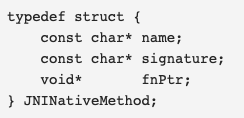 typedef struct {
    const char* name;
    const char* signature;
    void*       fnPtr;
} JNINativeMethod;